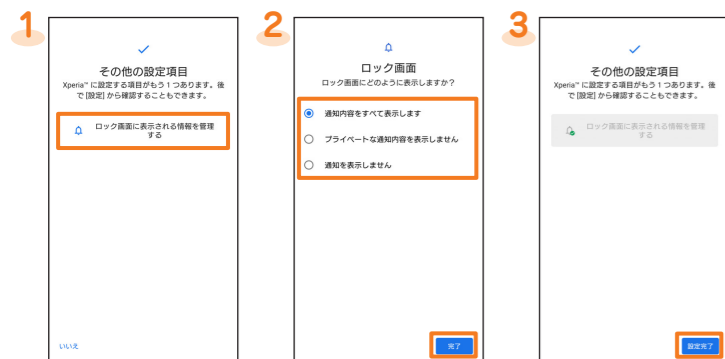 1
その他の設定項目
Xperia™ に設定する項目がもう 1 つあります。後
で [設定] から確認することもできます。
ロック画面に表示される情報を管理
する
いいえ
2
ロック画面
ロック画面にどのように表示しますか？
通知内容をすべて表示します
プライベートな通知内容を表示しません
通知を表示しません
完了
3
その他の設定項目
Xperia™ に設定する項目がもう 1 つあります。後
で [設定] から確認することもできます。
ロック画面に表示される情報を管理
する
設定完了